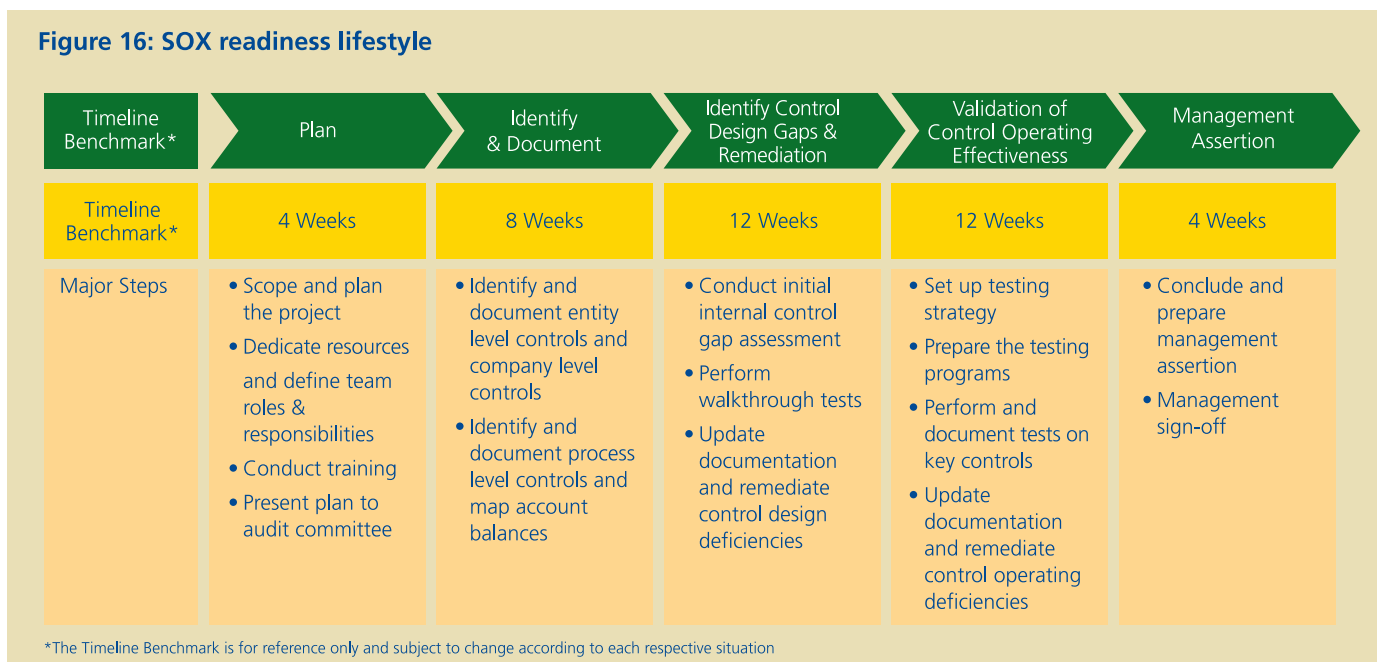 Figure 16: SOX readiness lifestyle
Timeline
Benchmark*
Plan
Identify
& Document
Identify Control
Design Gaps &
Remediation
Validation of
Control Operating
Effectiveness
Management
Assertion
Timeline
Benchmark*
4 Weeks
8 Weeks
12 Weeks
12 Weeks
4 Weeks
Major Steps
• Scope and plan
the project
• Dedicate resources
and define team
roles &
responsibilities
• Conduct training
• Present plan to
audit committee
• Identify and
document entity
level controls and
company level
controls
• Identify and
document process
level controls and
map account
balances
• Conduct initial
internal control
gap assessment
• Perform
walkthrough tests
• Update
documentation
and remediate
control design
deficiencies
• Set up testing
strategy
• Prepare the testing
programs
• Perform and
document tests on
key controls
• Update
documentation
and remediate
control operating
deficiencies
• Conclude and
prepare
management
assertion
• Management
sign-off
*The Timeline Benchmark is for reference only and subject to change according to each respective situation